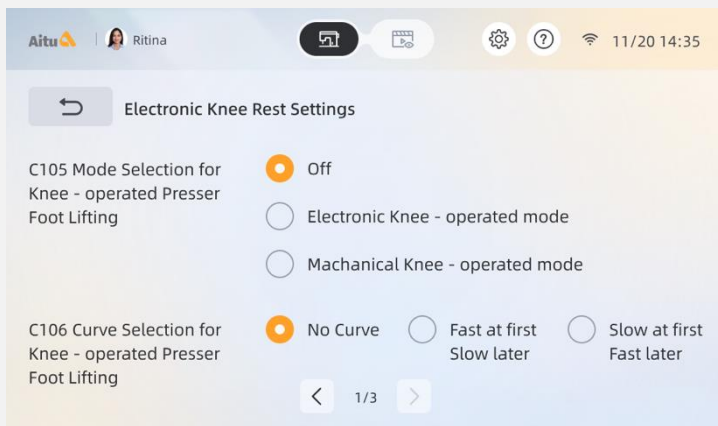 Aitu Ritina 11/20 14:35
Electronic Knee Rest Settings
C105 Mode Selection for
Knee - operated Presser
Foot Lifting
Off
Electronic Knee - operated mode
Machanical Knee - operated mode
C106 Curve Selection for
Knee - operated Presser
Foot Lifting
No Curve
Fast at first
Slow later
Slow at first
Fast later
1/3